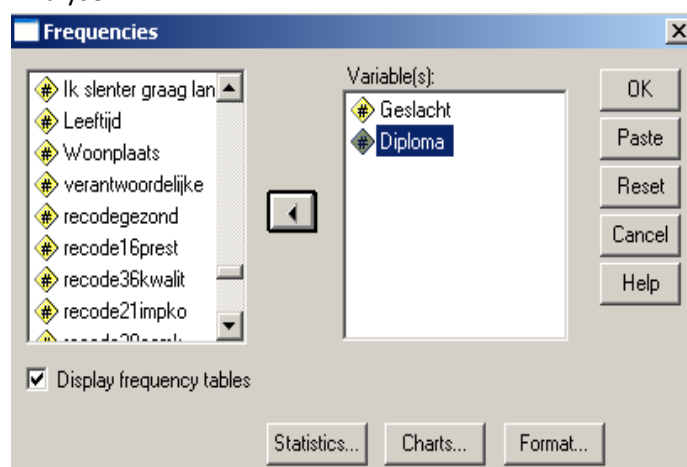 Frequencies
Ik slenter graag lan
Leeftijd
Woonplaats
verantwoordelijke
recodegezond
recode16prest
recode36kwalit
recode21impko
Variable(s):
Geslacht
Diploma
OK
Paste
Reset
Cancel
Help
Display frequency tables
Statistics...
Charts...
Format...